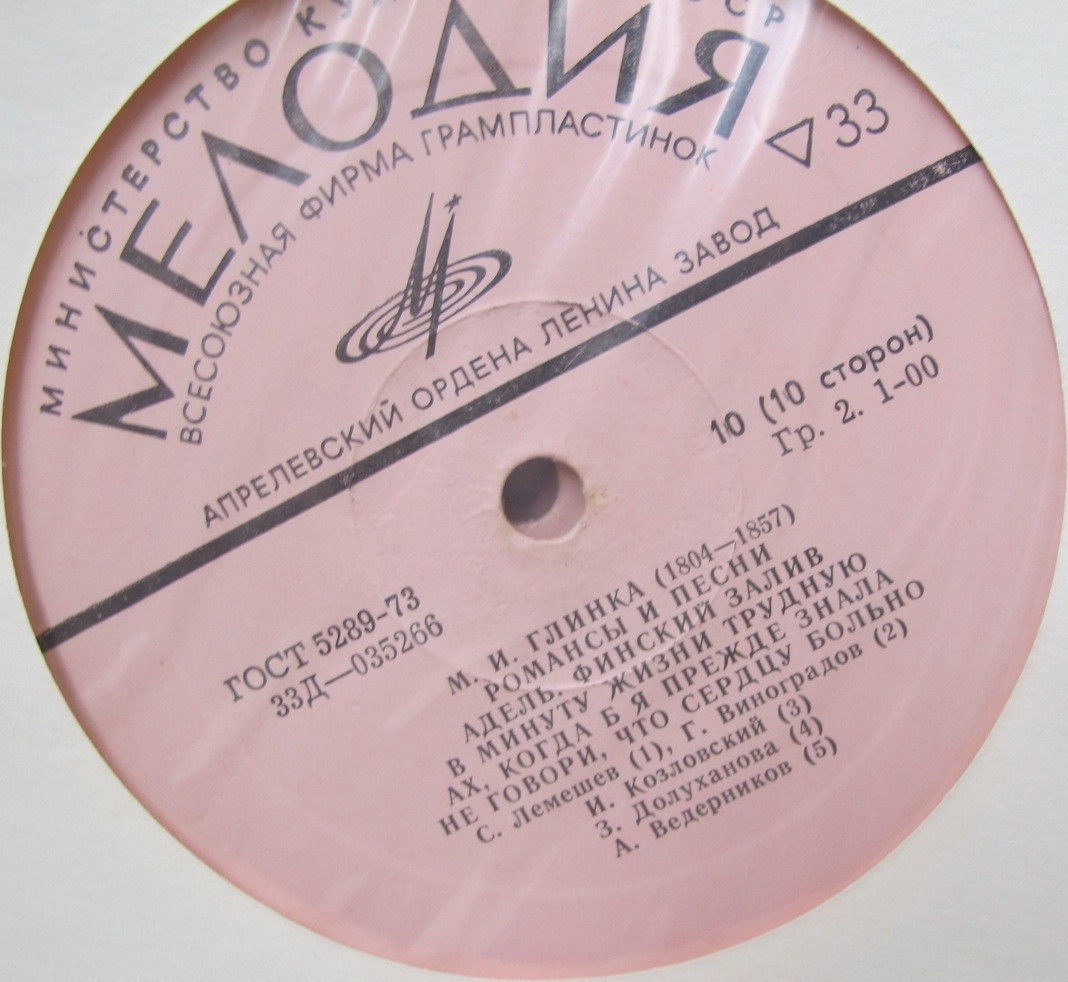 МИНИСТЕРСТВО
МЕЛОДИЯ
ВСЕСОЮЗНАЯ ФИРМА ГРАМПЛАСТИНОК
▽33
АПРЕЛЕВСКИЙ ОРДЕНА ЛЕНИНА ЗАВОД
10 (10 сторон)
Гр. 2. 1-00
ГОСТ 5289-73
33Д—035266
М. И. ГЛИНКА (1804—1857)
РОМАНСЫ И ПЕСНИ
АДЕЛЬ. ФИНСКИЙ ЗАЛИВ
В МИНУТУ ЖИЗНИ ТРУДНУЮ
АХ, КОГДА Б Я ПРЕЖДЕ ЗНАЛА
НЕ ГОВОРИ, ЧТО СЕРДЦУ БОЛЬНО
С. Лемешев (1), Г. Виноградов (2)
И. Козловский (3)
З. Долуханова (4)
А. Ведерников (5)